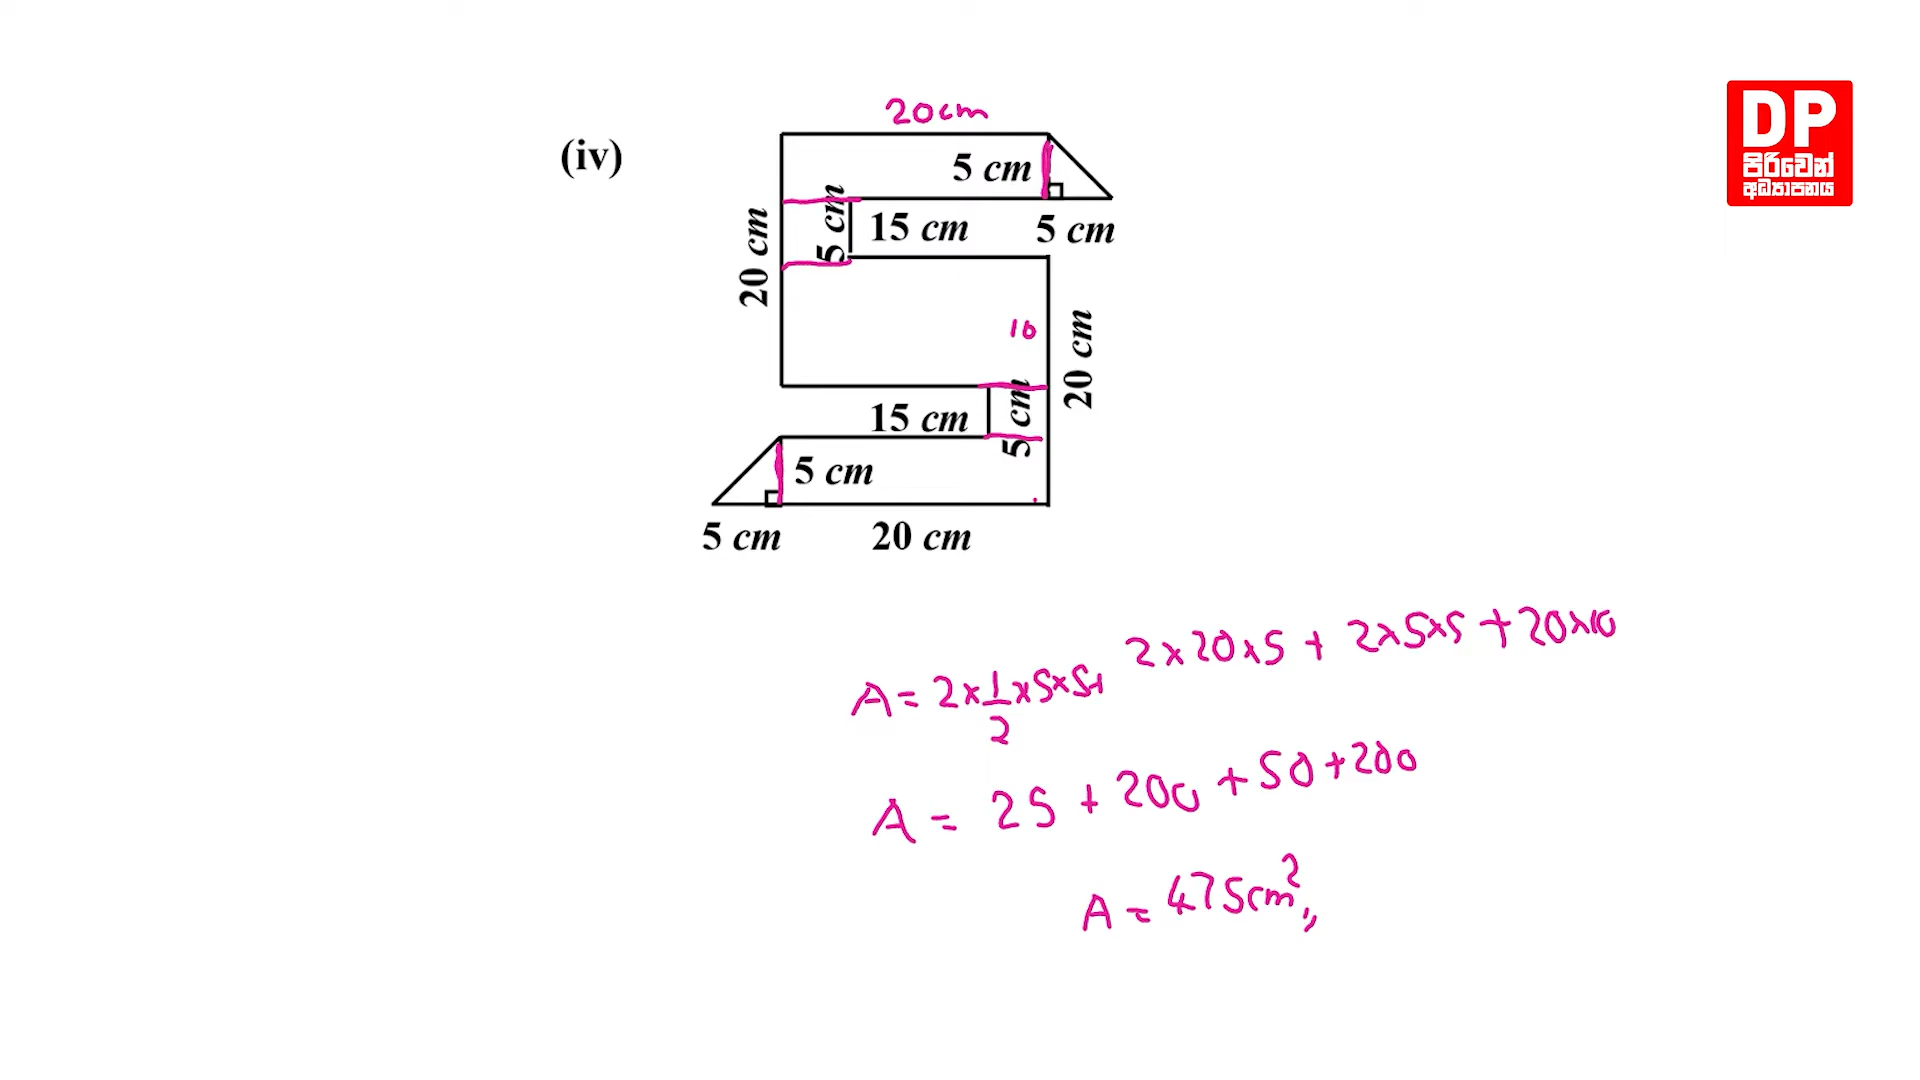 DP
පිරිවෙන්
අධ්‍යාපනය
(iv)
20cm
5 cm
5 cm
15 cm
5 cm
20 cm
10
20 cm
15 cm
5 cm
5 cm
5 cm
20 cm
A = 2×1/2×5×5+ 2×20×5 + 2×5×5 + 20×10
A = 25 + 200 + 50 + 200
A = 475cm²,,